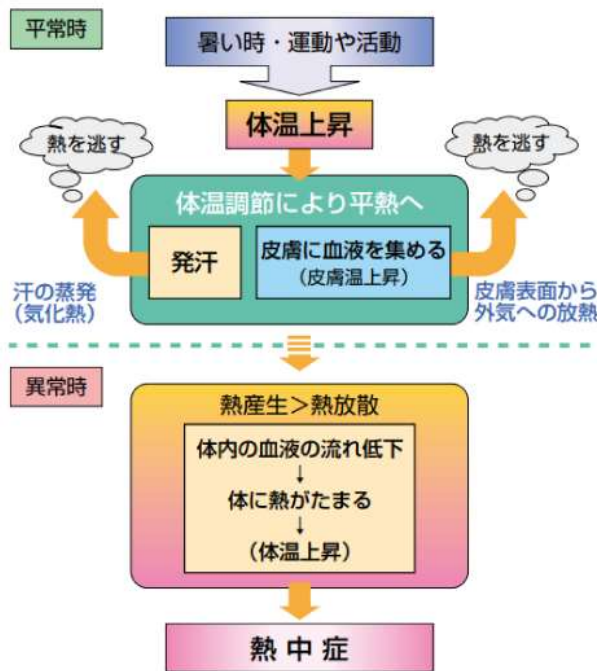 平常時
暑い時・運動や活動
体温上昇
熱を逃す
熱を逃す
体温調節により平熱へ
発汗
皮膚に血液を集める
（皮膚温上昇）
汗の蒸発
（気化熱）
皮膚表面から
外気への放熱
異常時
熱産生＞熱放散
体内の血液の流れ低下
↓
体に熱がたまる
↓
（体温上昇）
熱中症